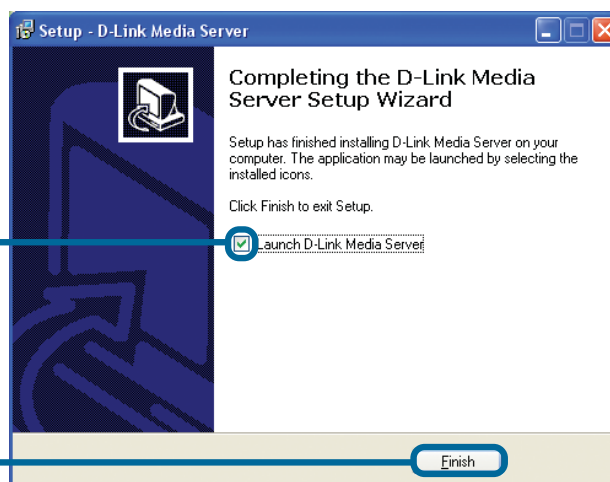 Setup - D-Link Media Server
Completing the D-Link Media
Server Setup Wizard
Setup has finished installing D-Link Media Server on your
computer. The application may be launched by selecting the
installed icons.
Click Finish to exit Setup.
Launch D-Link Media Server
Finish